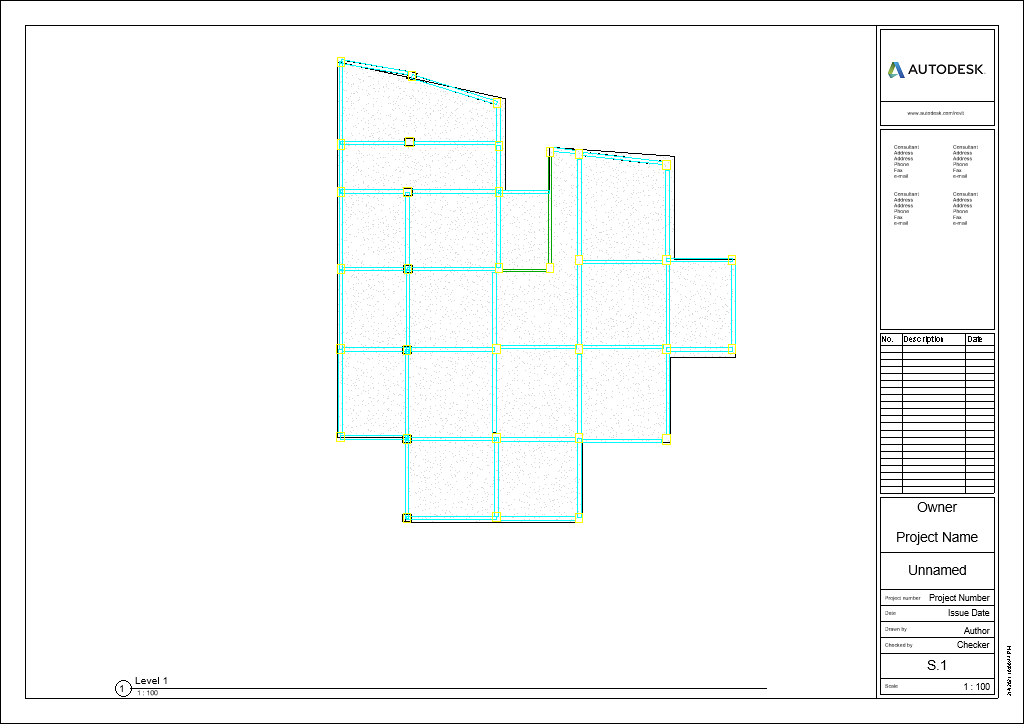 AUTODESK.
www.autodesk.com/revit
Consultant
Address
Address
Phone
Fax
e-mail
Consultant
Address
Address
Phone
Fax
e-mail
Consultant
Address
Address
Phone
Fax
e-mail
Consultant
Address
Address
Phone
Fax
e-mail
No. Description Date
Owner
Project Name
Unnamed
Project number Project Number
Date Issue Date
Drawn by Author
Checked by Checker
S.1
Scale 1 : 100
1 Level 1
1 : 100